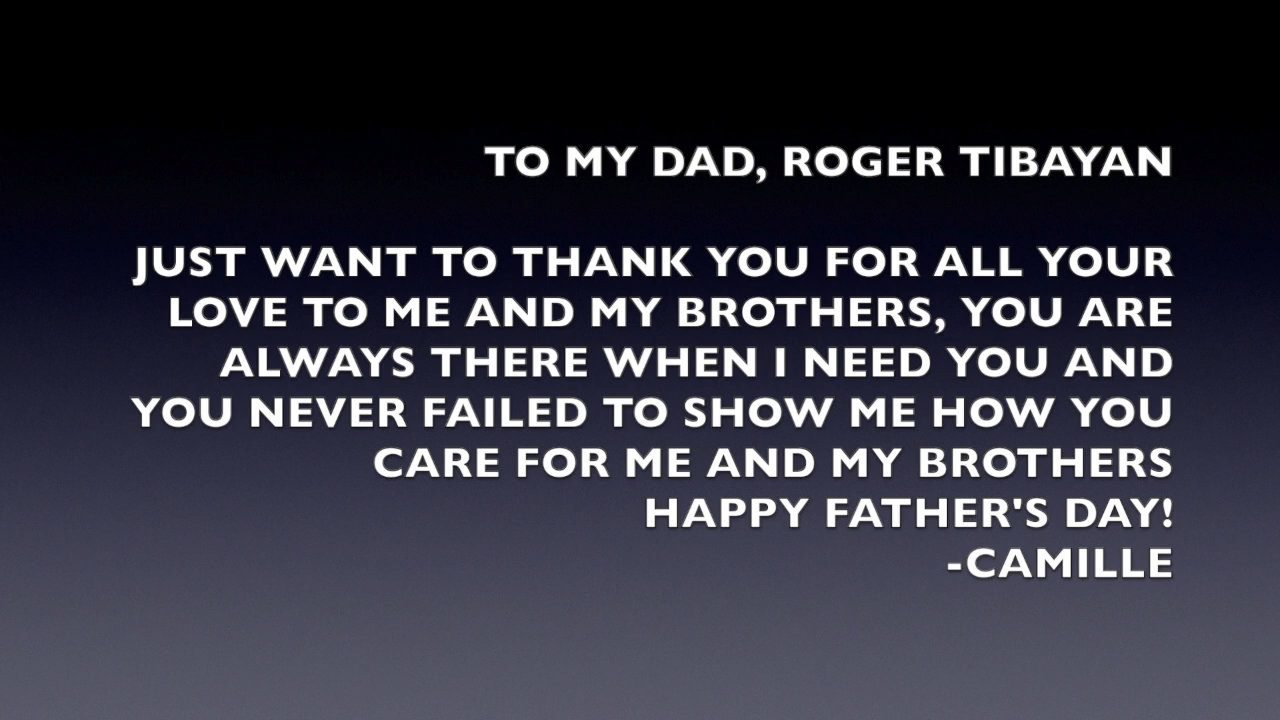 TO MY DAD, ROGER TIBAYAN
JUST WANT TO THANK YOU FOR ALL YOUR
LOVE TO ME AND MY BROTHERS, YOU ARE
ALWAYS THERE WHEN I NEED YOU AND
YOU NEVER FAILED TO SHOW ME HOW YOU
CARE FOR ME AND MY BROTHERS
HAPPY FATHER'S DAY!
-CAMILLE